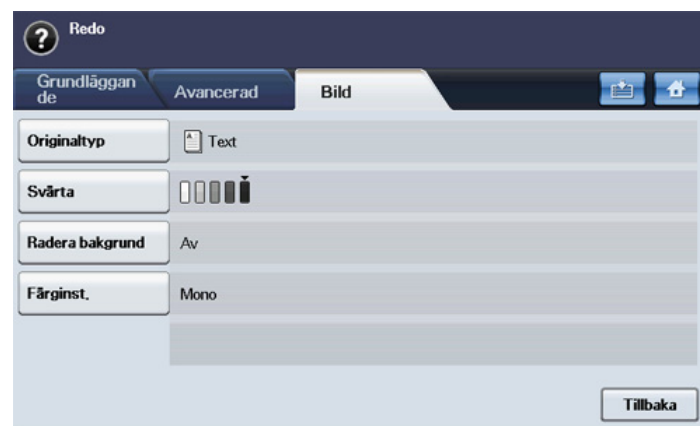 Redo
Grundläggan
de
Avancerad
Bild
Originaltyp
Text
Svärta
Radera bakgrund
Av
Färginst.
Mono
Tillbaka